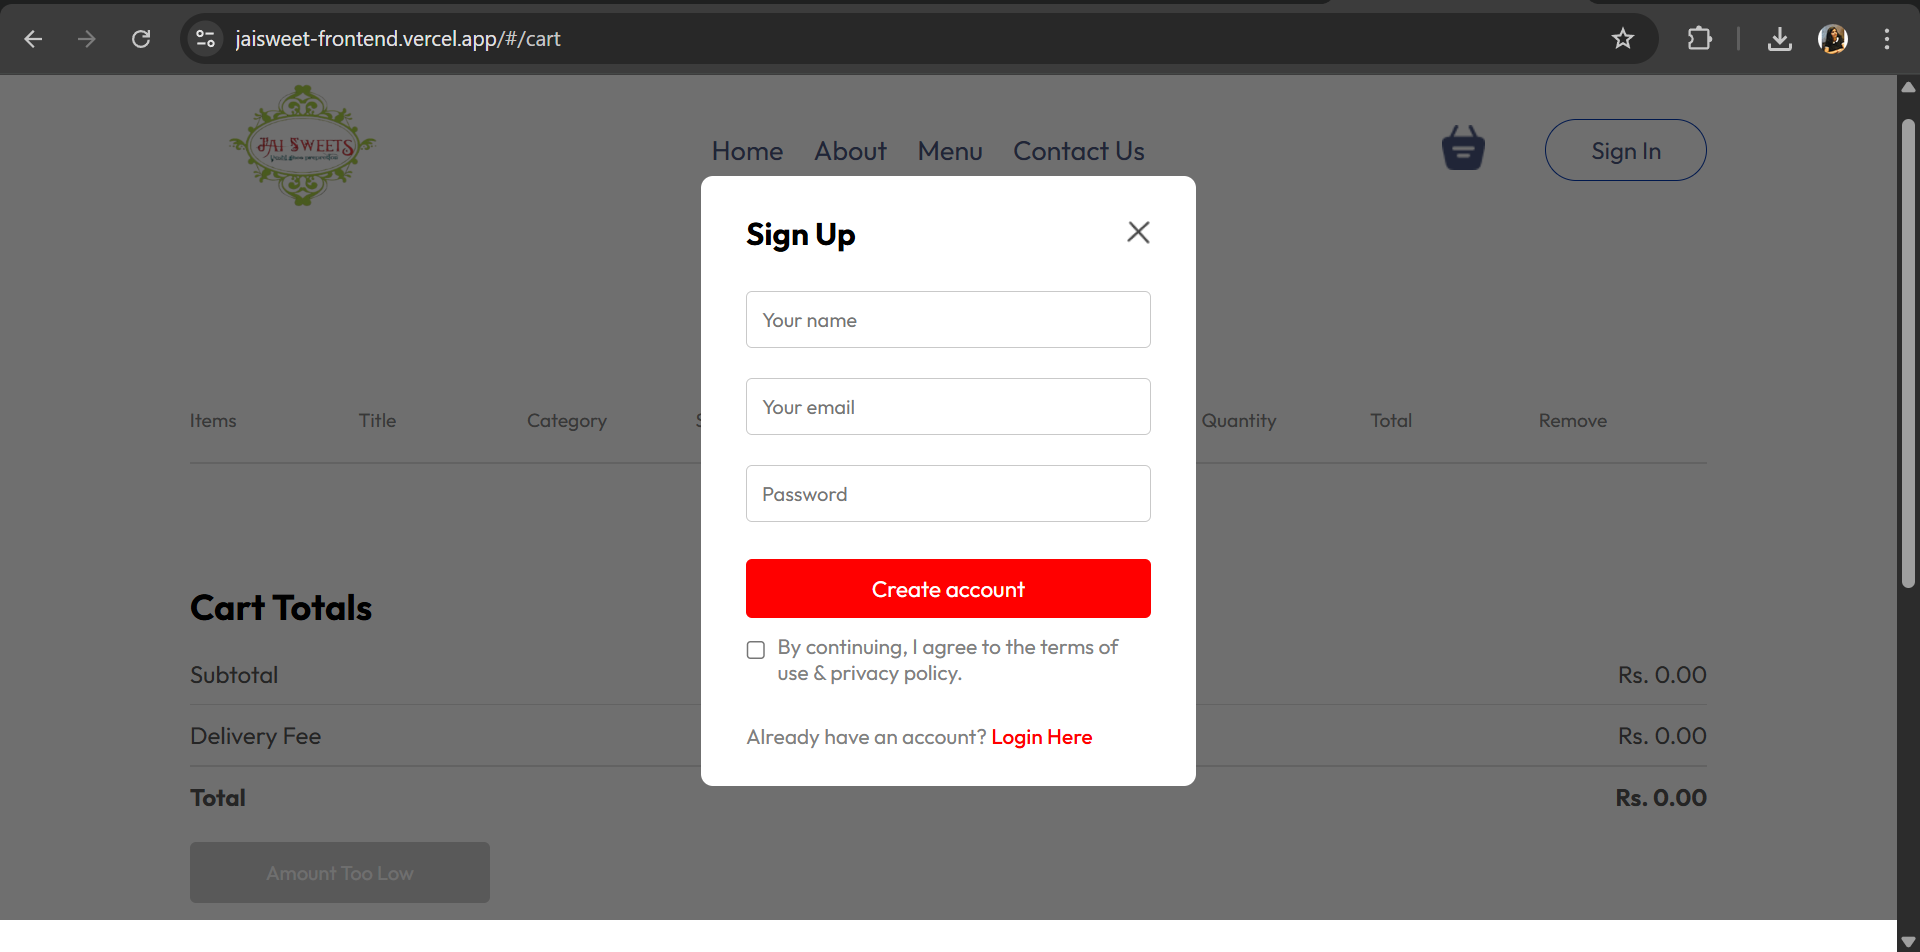 jaisweet-frontend.vercel.app/#/cart
JAI SWEETS
Home About Menu Contact Us
Sign In
Sign Up
Your name
Your email
Password
Create account
By continuing, I agree to the terms of
use & privacy policy.
Already have an account? Login Here
Items Title Category Quantity Total Remove
Cart Totals
Subtotal Rs. 0.00
Delivery Fee Rs. 0.00
Total Rs. 0.00
Amount Too Low